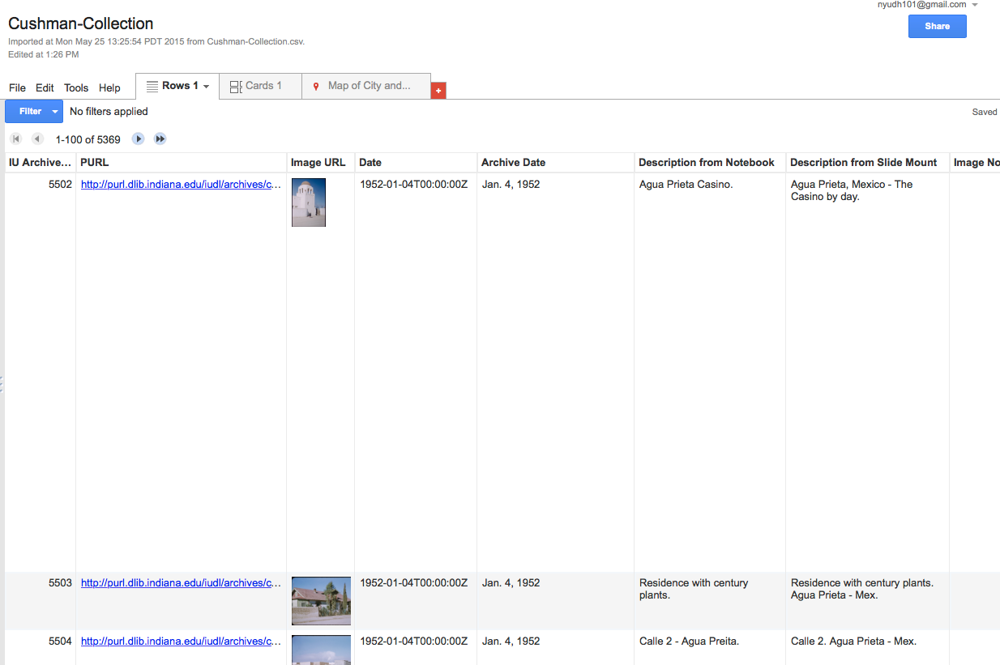 nyudh101@gmail.com
Cushman-Collection
Imported at Mon May 25 13:25:54 PDT 2015 from Cushman-Collection.csv.
Edited at 1:26 PM
Share
File Edit Tools Help Rows 1 Cards 1 Map of City and...
+
Filter No filters applied Saved
1-100 of 5369
IU Archive... PURL Image URL Date Archive Date Description from Notebook Description from Slide Mount Image No
5502 http://purl.dlib.indiana.edu/iudl/archives/c... 1952-01-04T00:00:00Z Jan. 4, 1952 Agua Prieta Casino. Agua Prieta, Mexico - The
Casino by day.
5503 http://purl.dlib.indiana.edu/iudl/archives/c... 1952-01-04T00:00:00Z Jan. 4, 1952 Residence with century Residence with century plants.
plants. Agua Prieta - Mex.
5504 http://purl.dlib.indiana.edu/iudl/archives/c... 1952-01-04T00:00:00Z Jan. 4, 1952 Calle 2 - Agua Preita. Calle 2. Agua Prieta - Mex.